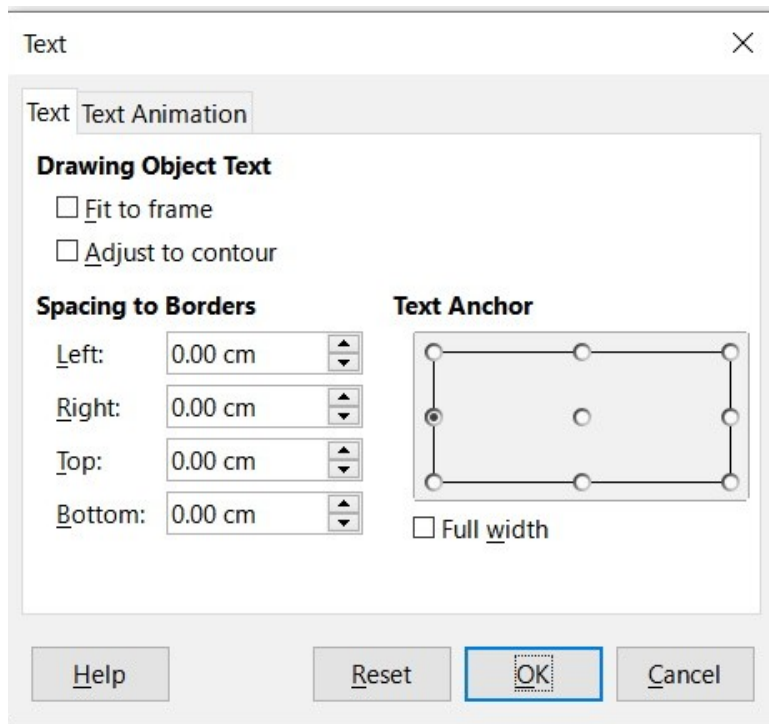 Text
Text Text Animation
Drawing Object Text
Fit to frame
Adjust to contour
Spacing to Borders
Left: 0.00 cm
Right: 0.00 cm
Top: 0.00 cm
Bottom: 0.00 cm
Text Anchor
Full width
Help Reset OK Cancel